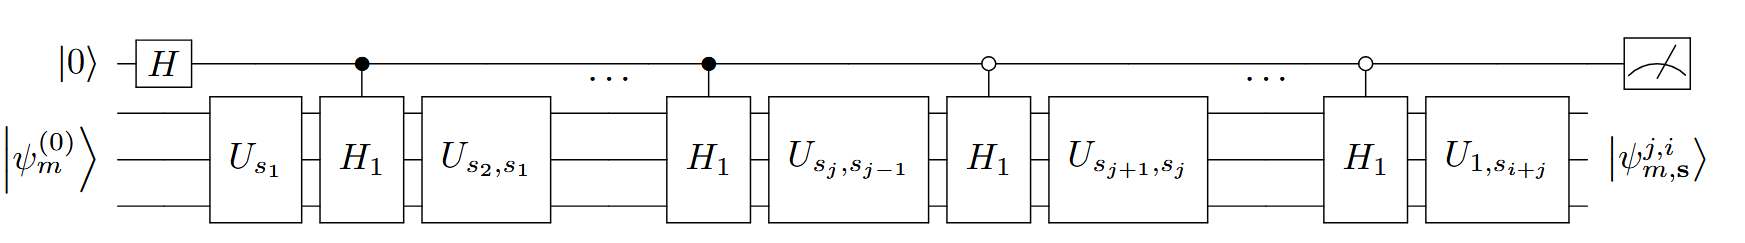 |0⟩ H ... ...
|ψ_m^{(0)}⟩ U_{s_1} H_1 U_{s_2,s_1} H_1 U_{s_j,s_{j-1}} H_1 U_{s_{j+1},s_j} H_1 U_{1,s_{i+j}} |ψ_{m,𝐬}^{j,i}⟩